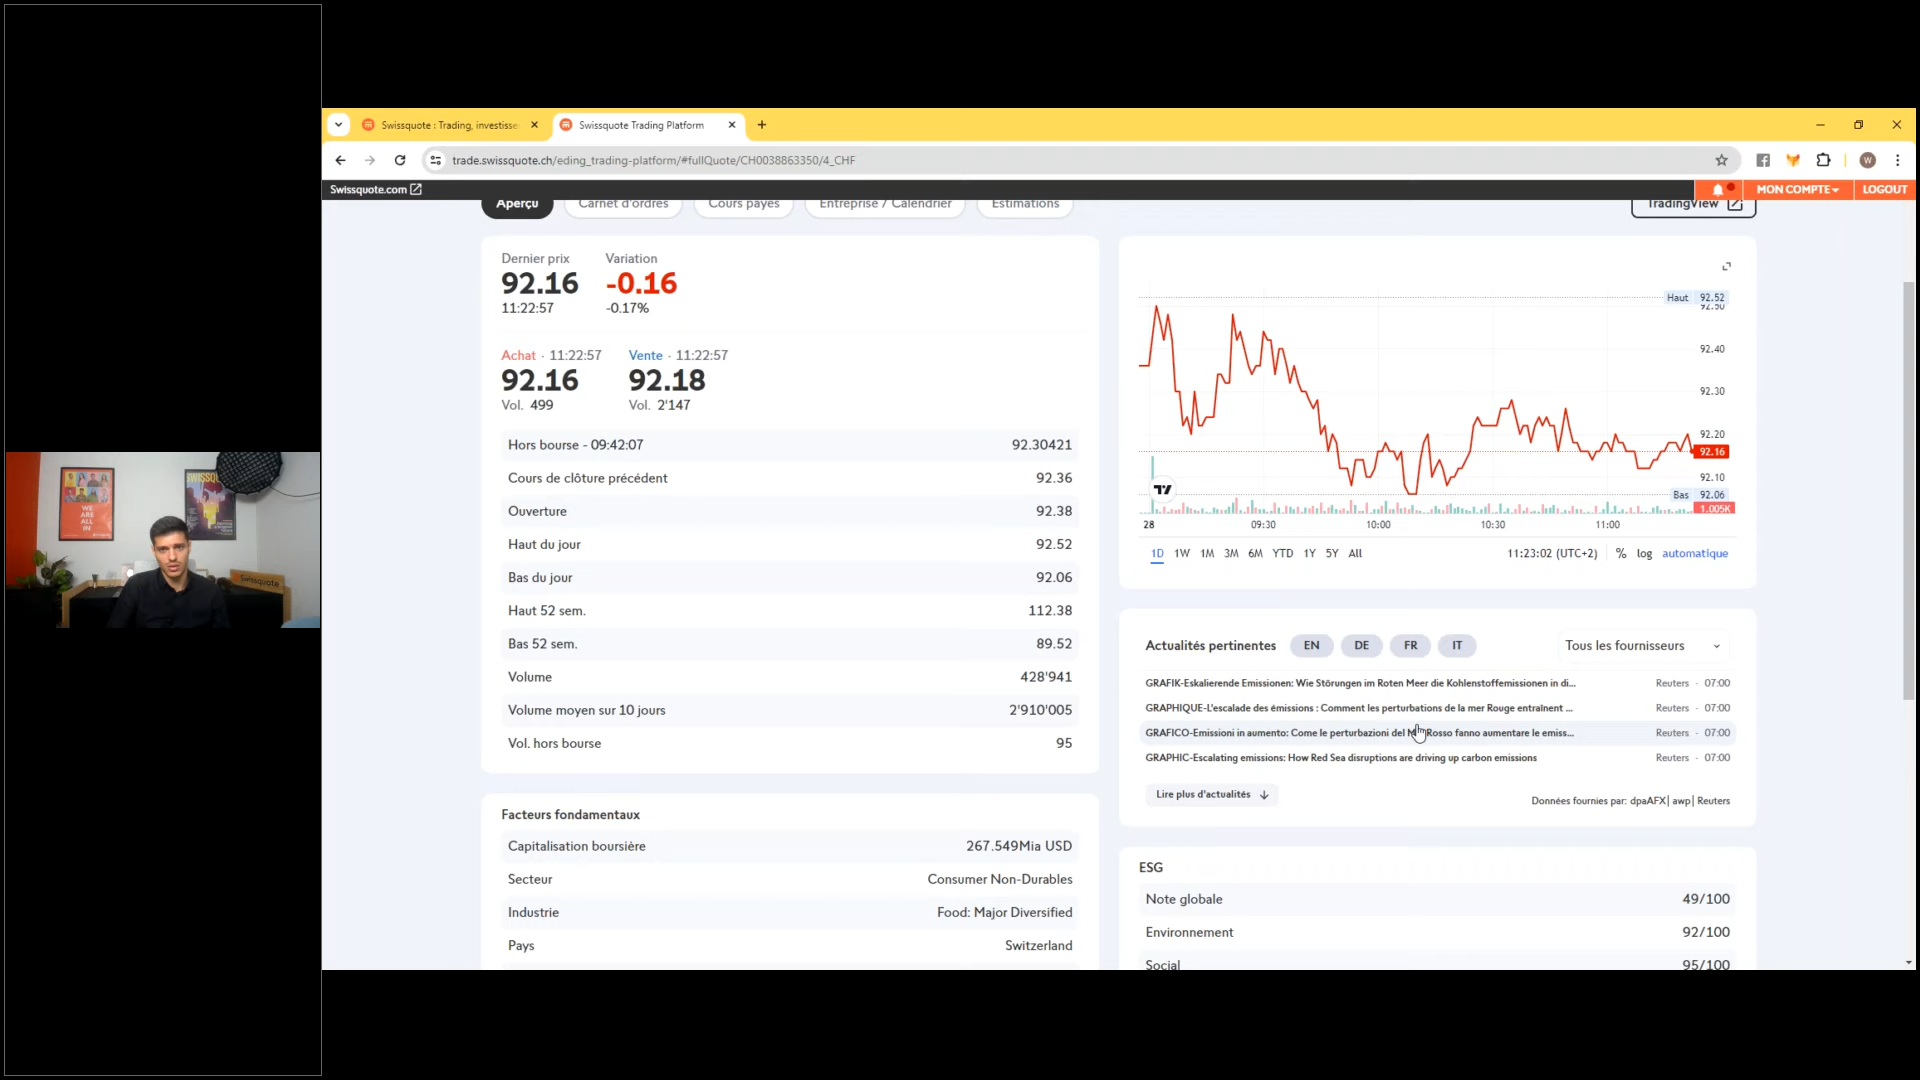 Swissquote : Trading, investisse
Swissquote Trading Platform
trade.swissquote.ch/eding_trading-platform/#fullQuote/CH0038863350/4_CHF
W
Swissquote.com
MON COMPTE
LOGOUT
Aperçu
Carnet d'ordres
Cours payés
Entreprise / Calendrier
Estimations
TradingView
Dernier prix
Variation
92.16
-0.16
11:22:57
-0.17%
Achat · 11:22:57
Vente · 11:22:57
92.16
92.18
Vol. 499
Vol. 2'147
Hors bourse - 09:42:07 92.30421
Cours de clôture précédent 92.36
Ouverture 92.38
Haut du jour 92.52
Bas du jour 92.06
Haut 52 sem. 112.38
Bas 52 sem. 89.52
Volume 428'941
Volume moyen sur 10 jours 2'910'005
Vol. hors bourse 95
Facteurs fondamentaux
Capitalisation boursière 267.549Mia USD
Secteur Consumer Non-Durables
Industrie Food: Major Diversified
Pays Switzerland
Haut 92.52
92.50
92.40
92.30
92.20
92.16
92.10
Bas 92.06
1.005K
28 09:30 10:00 10:30 11:00
1D 1W 1M 3M 6M YTD 1Y 5Y All
11:23:02 (UTC+2) % log automatique
Actualités pertinentes EN DE FR IT Tous les fournisseurs
GRAFIK-Eskalierende Emissionen: Wie Störungen im Roten Meer die Kohlenstoffemissionen in di... Reuters - 07:00
GRAPHIQUE-L'escalade des émissions : Comment les perturbations de la mer Rouge entraînent ... Reuters - 07:00
GRAFICO-Emissioni in aumento: Come le perturbazioni del Rosso fanno aumentare le emiss... Reuters - 07:00
GRAPHIC-Escalating emissions: How Red Sea disruptions are driving up carbon emissions Reuters - 07:00
Lire plus d'actualités
Données fournies par: dpaAFX| awp| Reuters
ESG
Note globale 49/100
Environnement 92/100
Social 95/100
WE
ARE
ALL
IN
SWISSQU
Swissquote